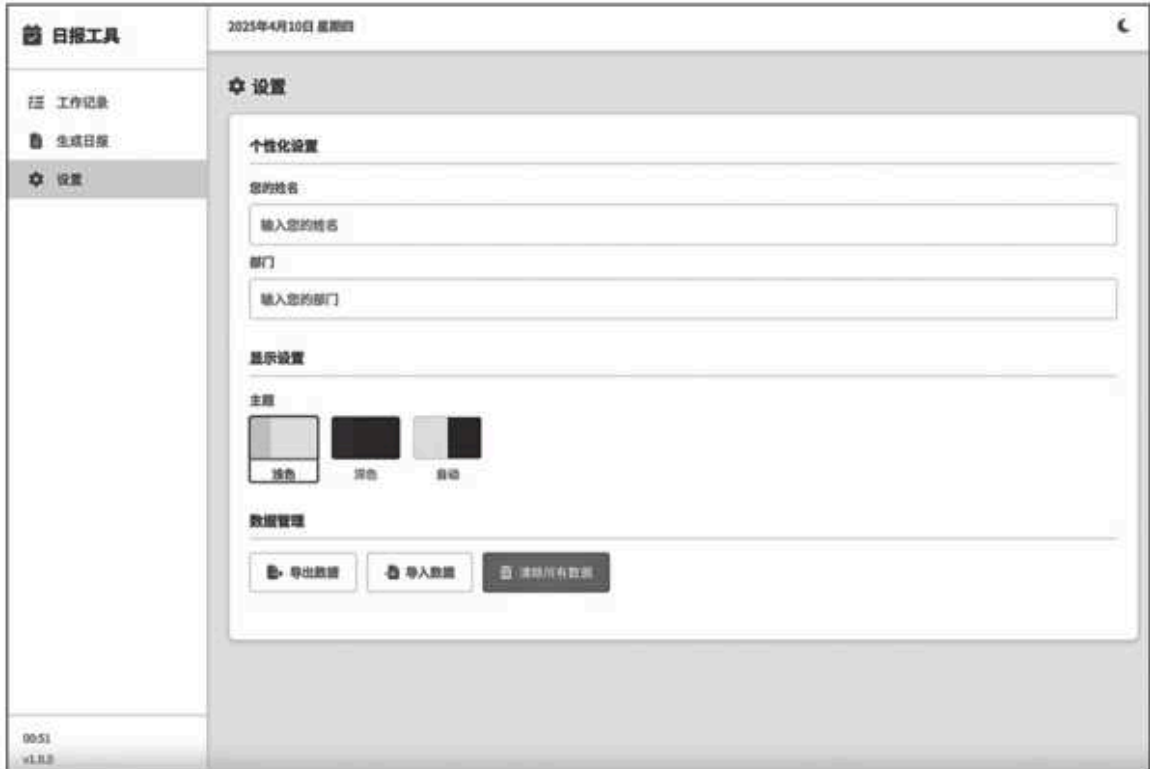 日报工具
2025年4月10日 星期四
工作记录
生成日报
设置
设置
个性化设置
您的姓名
输入您的姓名
部门
输入您的部门
显示设置
主题
浅色 深色 自动
数据管理
导出数据 导入数据 清除所有数据
00:51
v1.0.0